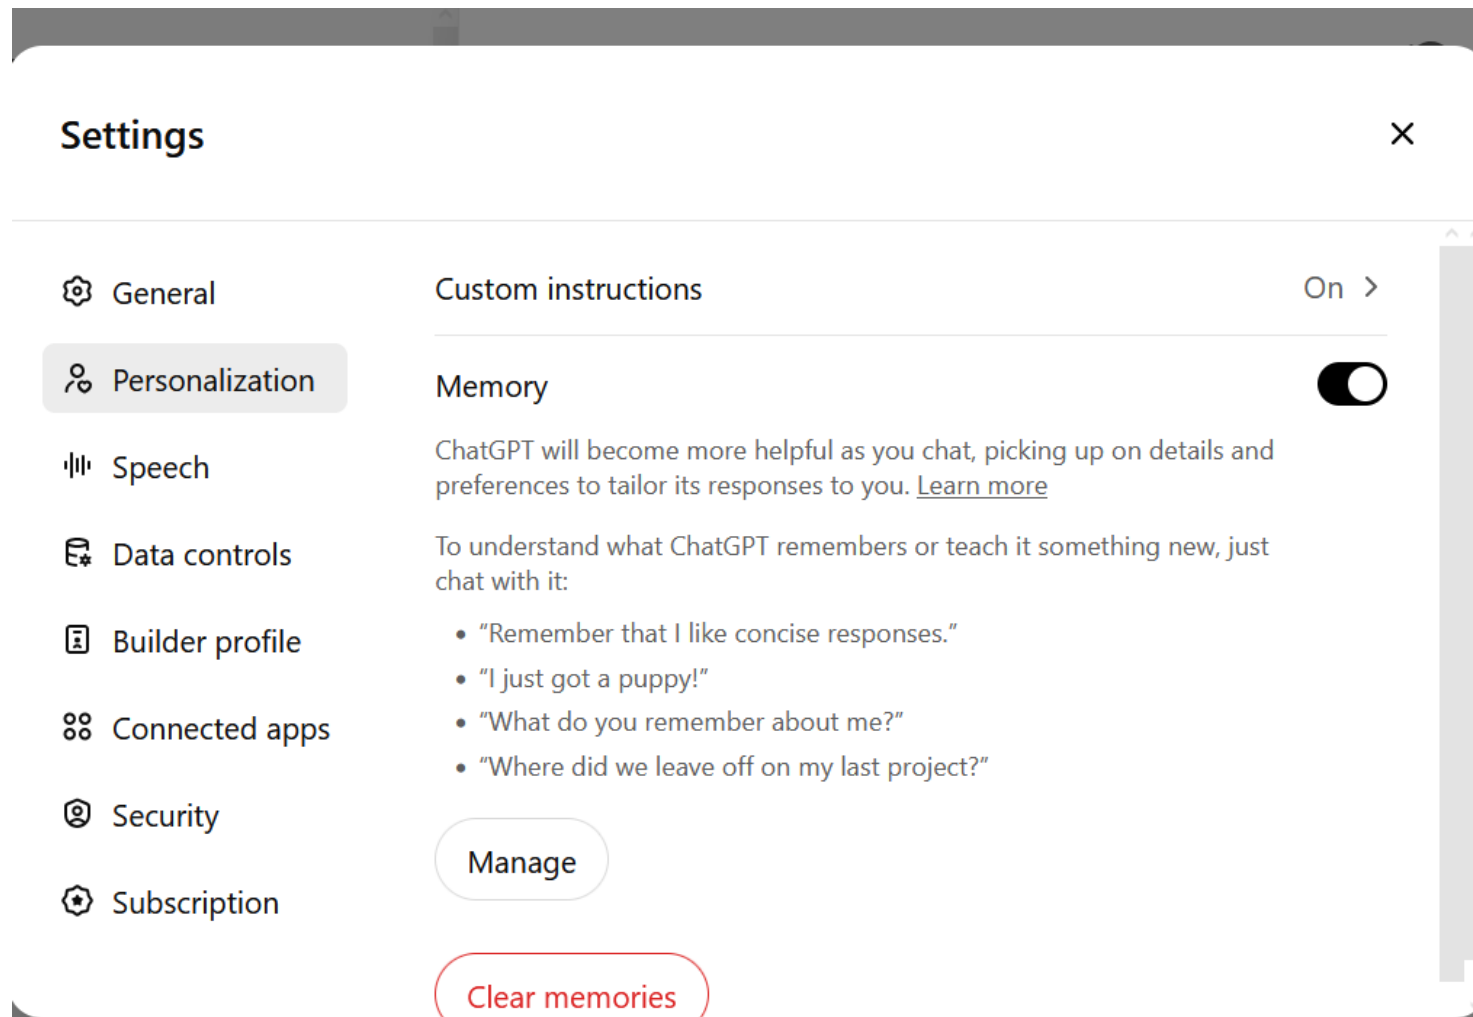 Settings
General
Personalization
Speech
Data controls
Builder profile
Connected apps
Security
Subscription
Custom instructions
On
Memory
ChatGPT will become more helpful as you chat, picking up on details and
preferences to tailor its responses to you. Learn more
To understand what ChatGPT remembers or teach it something new, just
chat with it:
• “Remember that I like concise responses.”
• “I just got a puppy!”
• “What do you remember about me?”
• “Where did we leave off on my last project?”
Manage
Clear memories